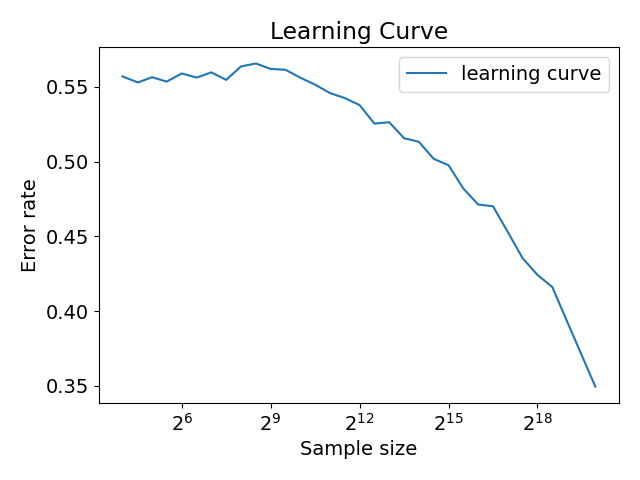 Learning Curve
learning curve
Error rate
0.55
0.50
0.45
0.40
0.35
2^6 2^9 2^12 2^15 2^18
Sample size